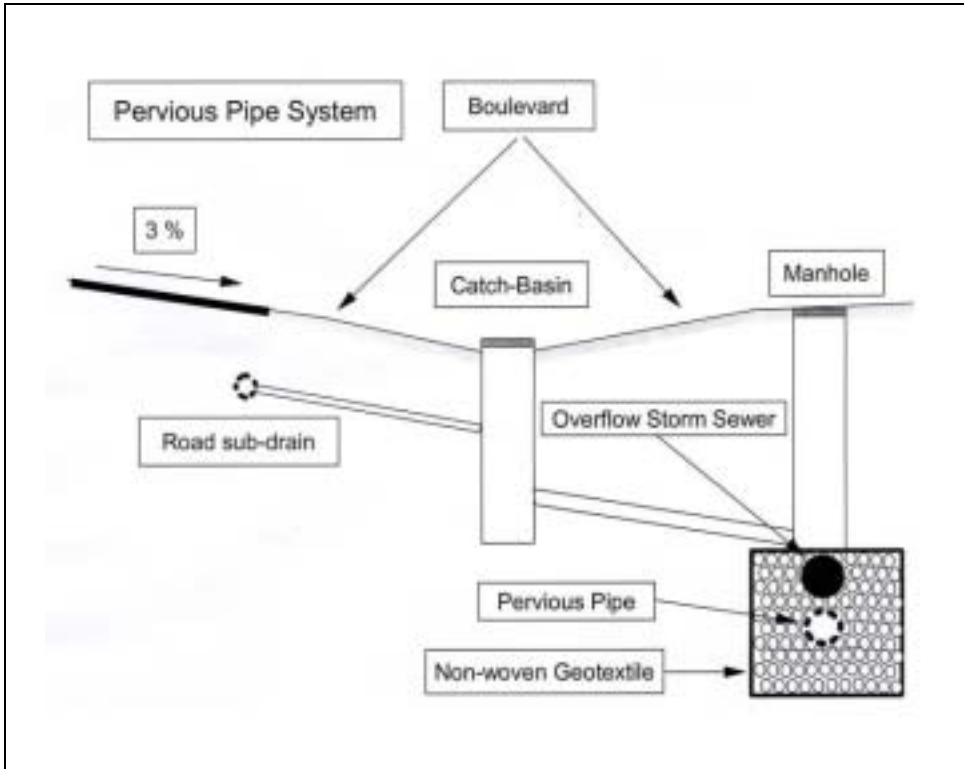 Pervious Pipe System
Boulevard
3 %
Catch-Basin
Manhole
Overflow Storm Sewer
Road sub-drain
Pervious Pipe
Non-woven Geotextile